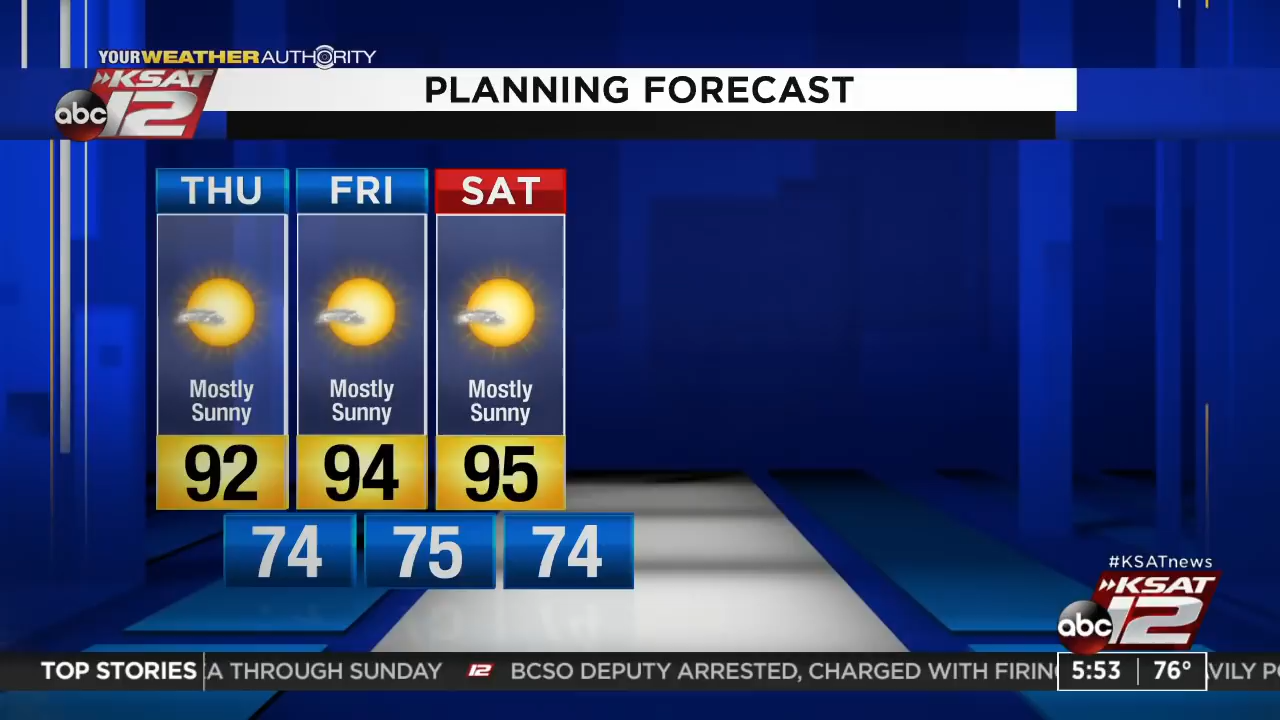 YOURWEATHERAUTHORITY
KSAT
abc 12
PLANNING FORECAST
THU FRI SAT
Mostly Sunny
Mostly Sunny
Mostly Sunny
92 94 95
74 75 74
#KSATnews
KSAT
abc 12
TOP STORIES THROUGH SUNDAY 12 BCSO DEPUTY ARRESTED, CHARGED WITH 5:53 76°